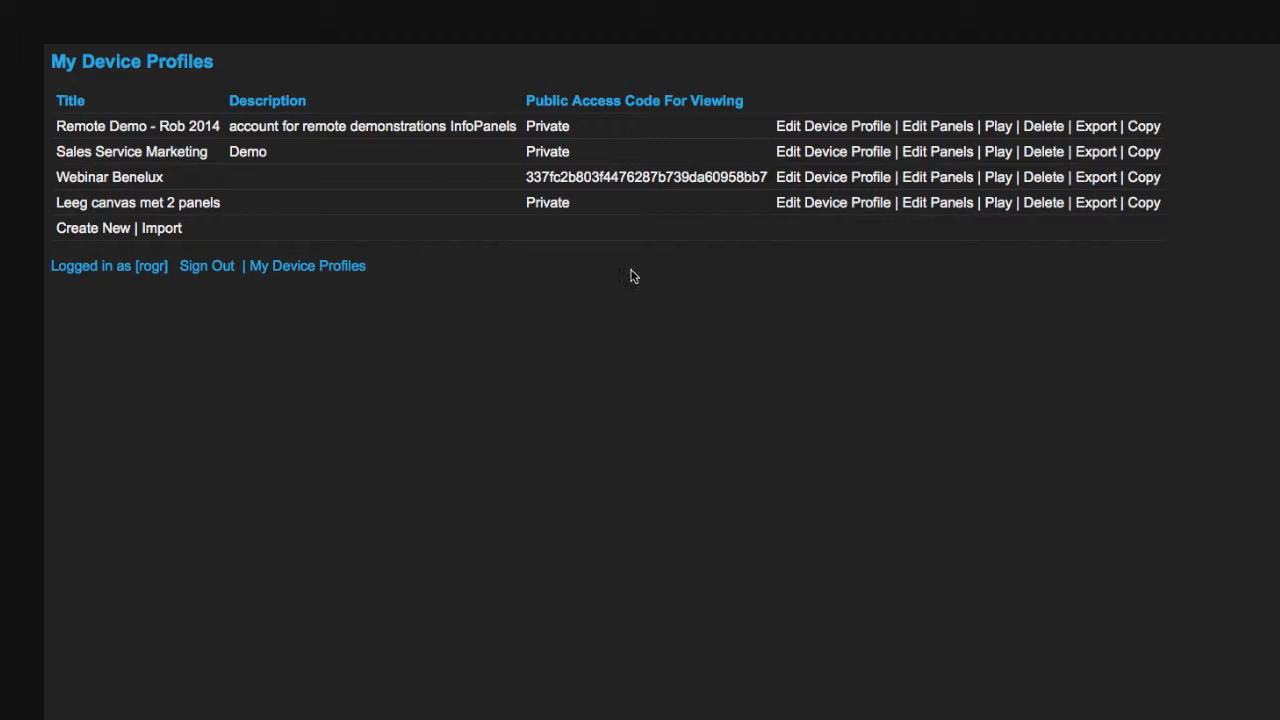 My Device Profiles
Title Description Public Access Code For Viewing
Remote Demo - Rob 2014 account for remote demonstrations InfoPanels Private Edit Device Profile | Edit Panels | Play | Delete | Export | Copy
Sales Service Marketing Demo Private Edit Device Profile | Edit Panels | Play | Delete | Export | Copy
Webinar Benelux 337fc2b803f4476287b739da60958bb7 Edit Device Profile | Edit Panels | Play | Delete | Export | Copy
Leeg canvas met 2 panels Private Edit Device Profile | Edit Panels | Play | Delete | Export | Copy
Create New | Import
Logged in as [rogr] Sign Out | My Device Profiles